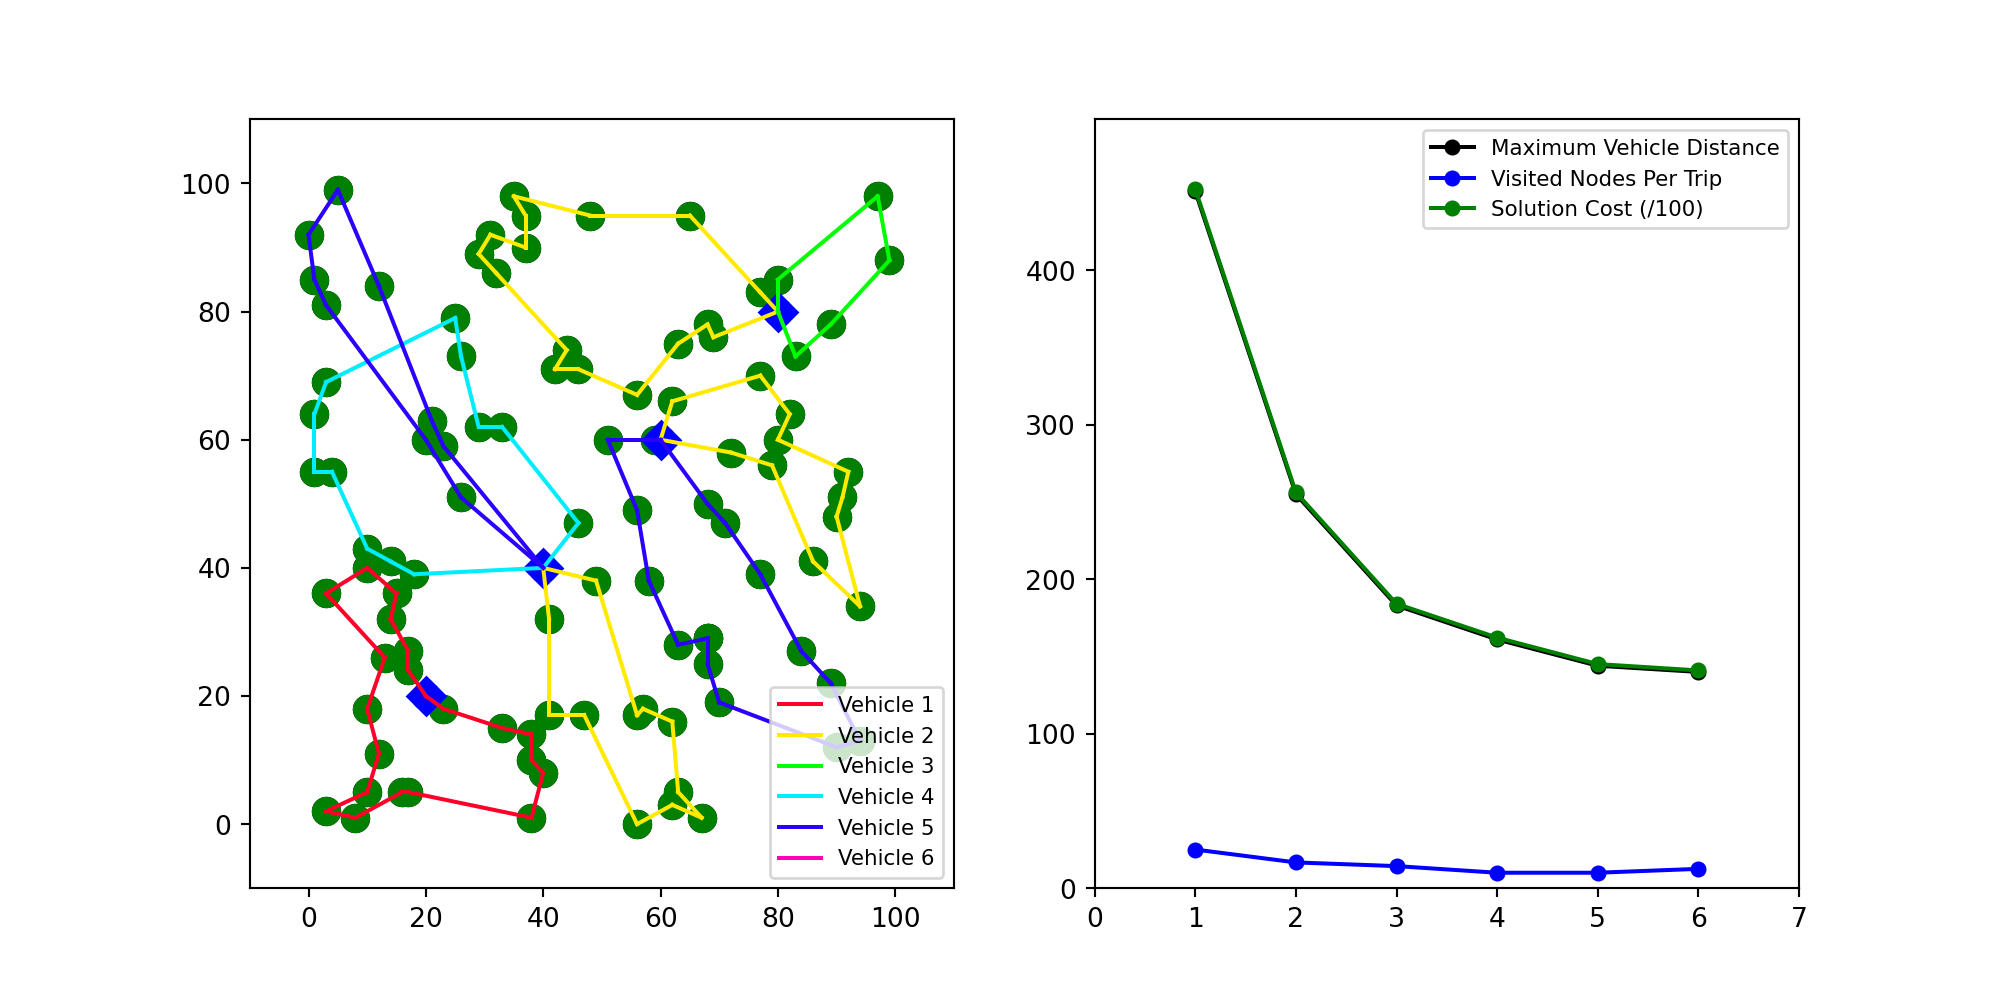 100
80
60
40
20
0
0 20 40 60 80 100
Vehicle 1
Vehicle 2
Vehicle 3
Vehicle 4
Vehicle 5
Vehicle 6
400
300
200
100
0
0 1 2 3 4 5 6 7
Maximum Vehicle Distance
Visited Nodes Per Trip
Solution Cost (/100)